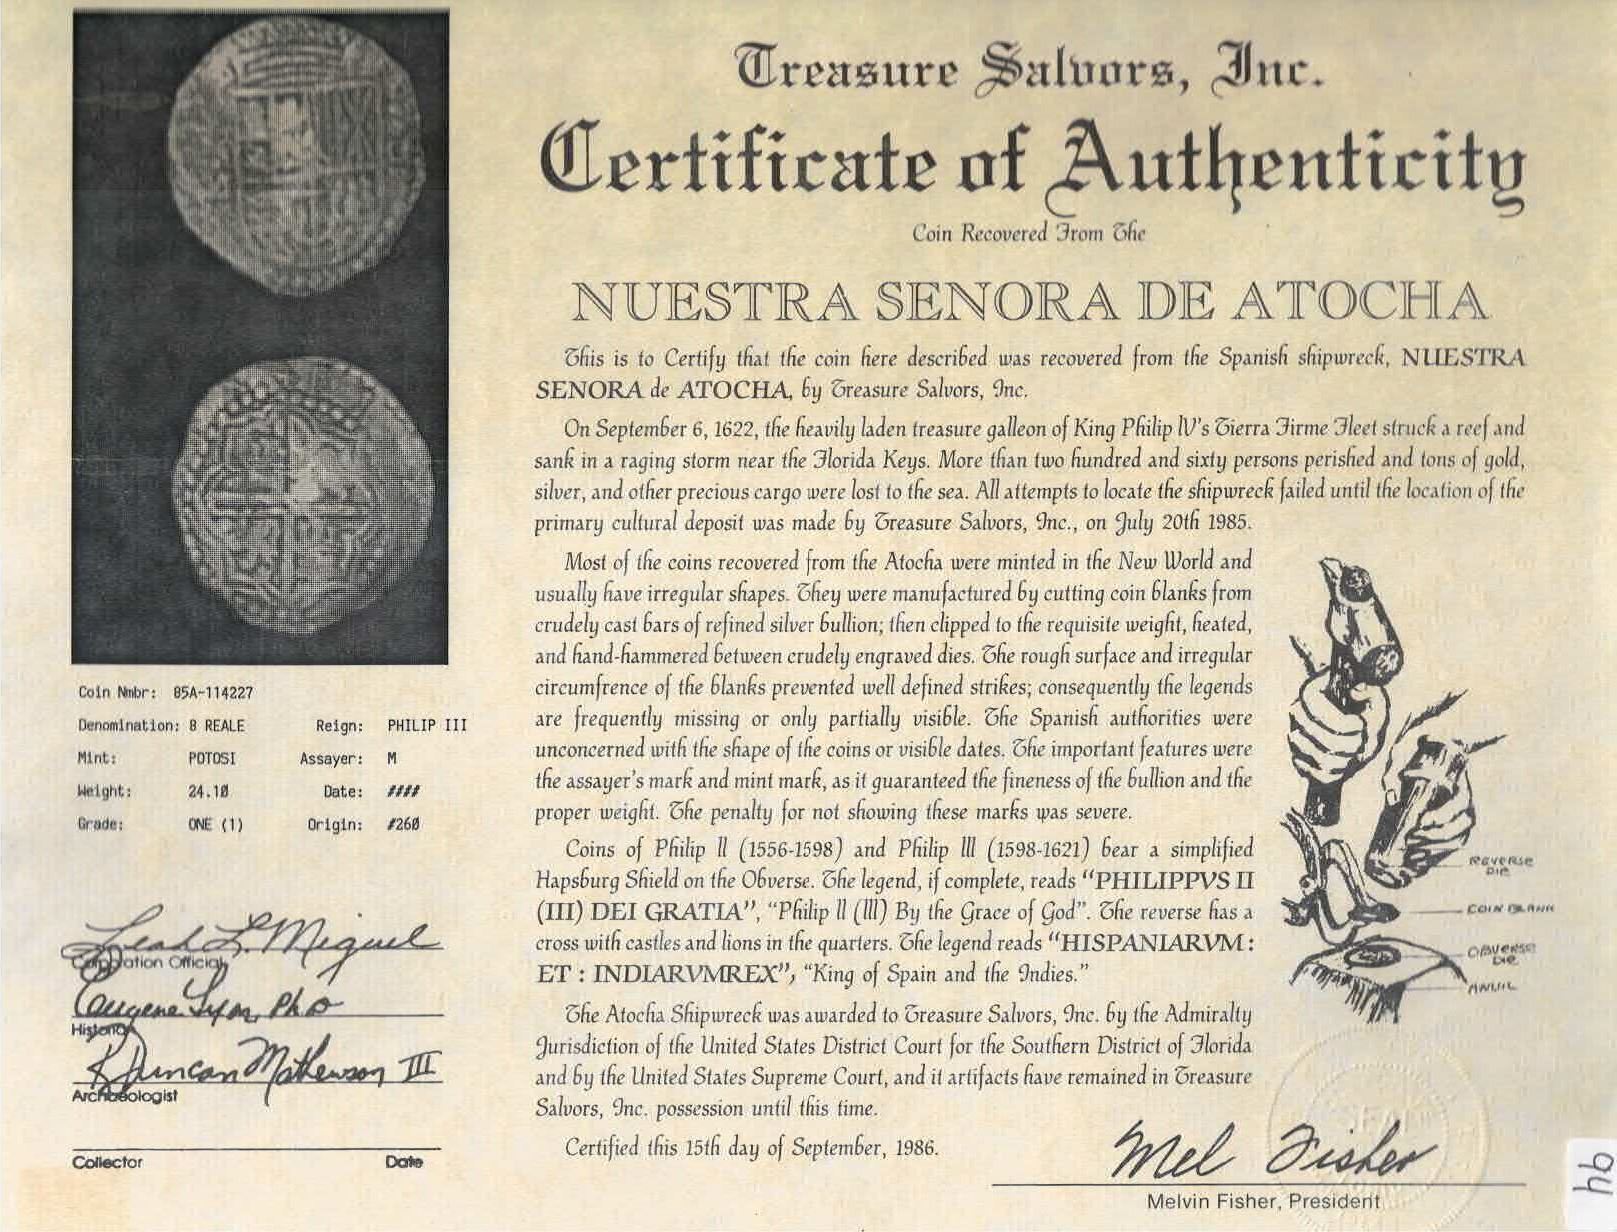 Treasure Salvors, Inc.
Certificate of Authenticity
Coin Recovered From The
NUESTRA SENORA DE ATOCHA
This is to Certify that the coin here described was recovered from the Spanish shipwreck, NUESTRA
SENORA de ATOCHA, by Treasure Salvors, Inc.
On September 6, 1622, the heavily laden treasure galleon of King Philip IV's Tierra Firme Fleet struck a reef and
sank in a raging storm near the Florida Keys. More than two hundred and sixty persons perished and tons of gold,
silver, and other precious cargo were lost to the sea. All attempts to locate the shipwreck failed until the location of the
primary cultural deposit was made by Treasure Salvors, Inc., on July 20th 1985.
Most of the coins recovered from the Atocha were minted in the New World and
usually have irregular shapes. They were manufactured by cutting coin blanks from
crudely cast bars of refined silver bullion; then clipped to the requisite weight, heated,
and hand-hammered between crudely engraved dies. The rough surface and irregular
circumfrence of the blanks prevented well defined strikes; consequently the legends
are frequently missing or only partially visible. The Spanish authorities were
unconcerned with the shape of the coins or visible dates. The important features were
the assayer's mark and mint mark, as it guaranteed the fineness of the bullion and the
proper weight. The penalty for not showing these marks was severe.
Coins of Philip II (1556-1598) and Philip III (1598-1621) bear a simplified
Hapsburg Shield on the Obverse. The legend, if complete, reads "PHILIPPVS II
(III) DEI GRATIA", "Philip II (III) By the Grace of God". The reverse has a
cross with castles and lions in the quarters. The legend reads "HISPANIARVM :
ET : INDIARVMREX", "King of Spain and the Indies."
The Atocha Shipwreck was awarded to Treasure Salvors, Inc. by the Admiralty
Jurisdiction of the United States District Court for the Southern District of Florida
and by the United States Supreme Court, and it artifacts have remained in Treasure
Salvors, Inc. possession until this time.
Certified this 15th day of September, 1986.
Mel Fisher
Melvin Fisher, President
REVERSE
DIE
COIN BLANK
OBVERSE
DIE
ANVIL
Coin Nmbr: 85A-114227
Denomination: 8 REALE Reign: PHILIP III
Mint: POTOSI Assayer: M
Weight: 24.10 Date: ####
Grade: ONE (1) Origin: #260
Leah L. Miguel
Corporation Official
Eugene Lyon, Ph D
Historian
R Duncan Mathewson III
Archaeologist
Collector Date
94